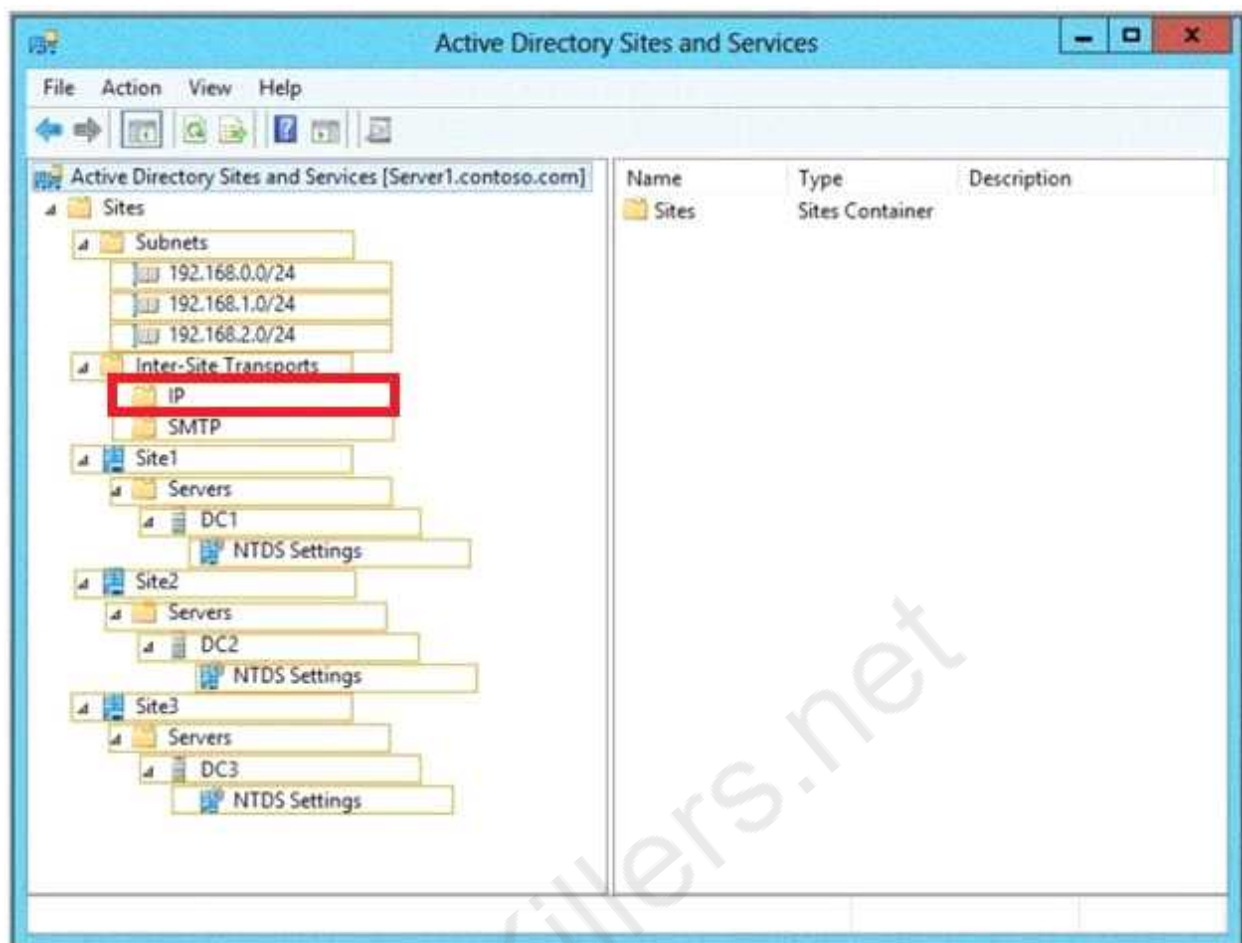 Active Directory Sites and Services
File Action View Help
Active Directory Sites and Services [Server1.contoso.com]
Name Type Description
Sites
Sites Sites Container
Subnets
192.168.0.0/24
192.168.1.0/24
192.168.2.0/24
Inter-Site Transports
IP
SMTP
Site1
Servers
DC1
NTDS Settings
Site2
Servers
DC2
NTDS Settings
Site3
Servers
DC3
NTDS Settings
illers.net